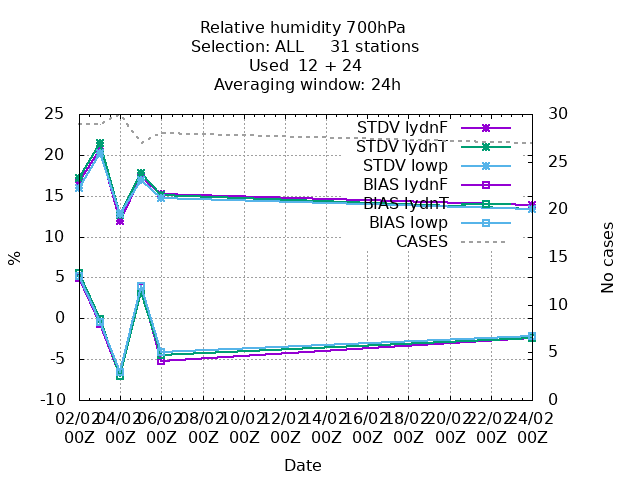 Relative humidity 700hPa
Selection: ALL 31 stations
Used 12 + 24
Averaging window: 24h
25
20
15
10
5
0
-5
-10
%
30
25
20
15
10
5
0
No cases
STDV lydnF
STDV lydnT
STDV lowp
BIAS lydnF
BIAS lydnT
BIAS lowp
CASES
02/02 04/02 06/02 08/02 10/02 12/02 14/02 16/02 18/02 20/02 22/02 24/02
00Z 00Z 00Z 00Z 00Z 00Z 00Z 00Z 00Z 00Z 00Z 00Z
Date